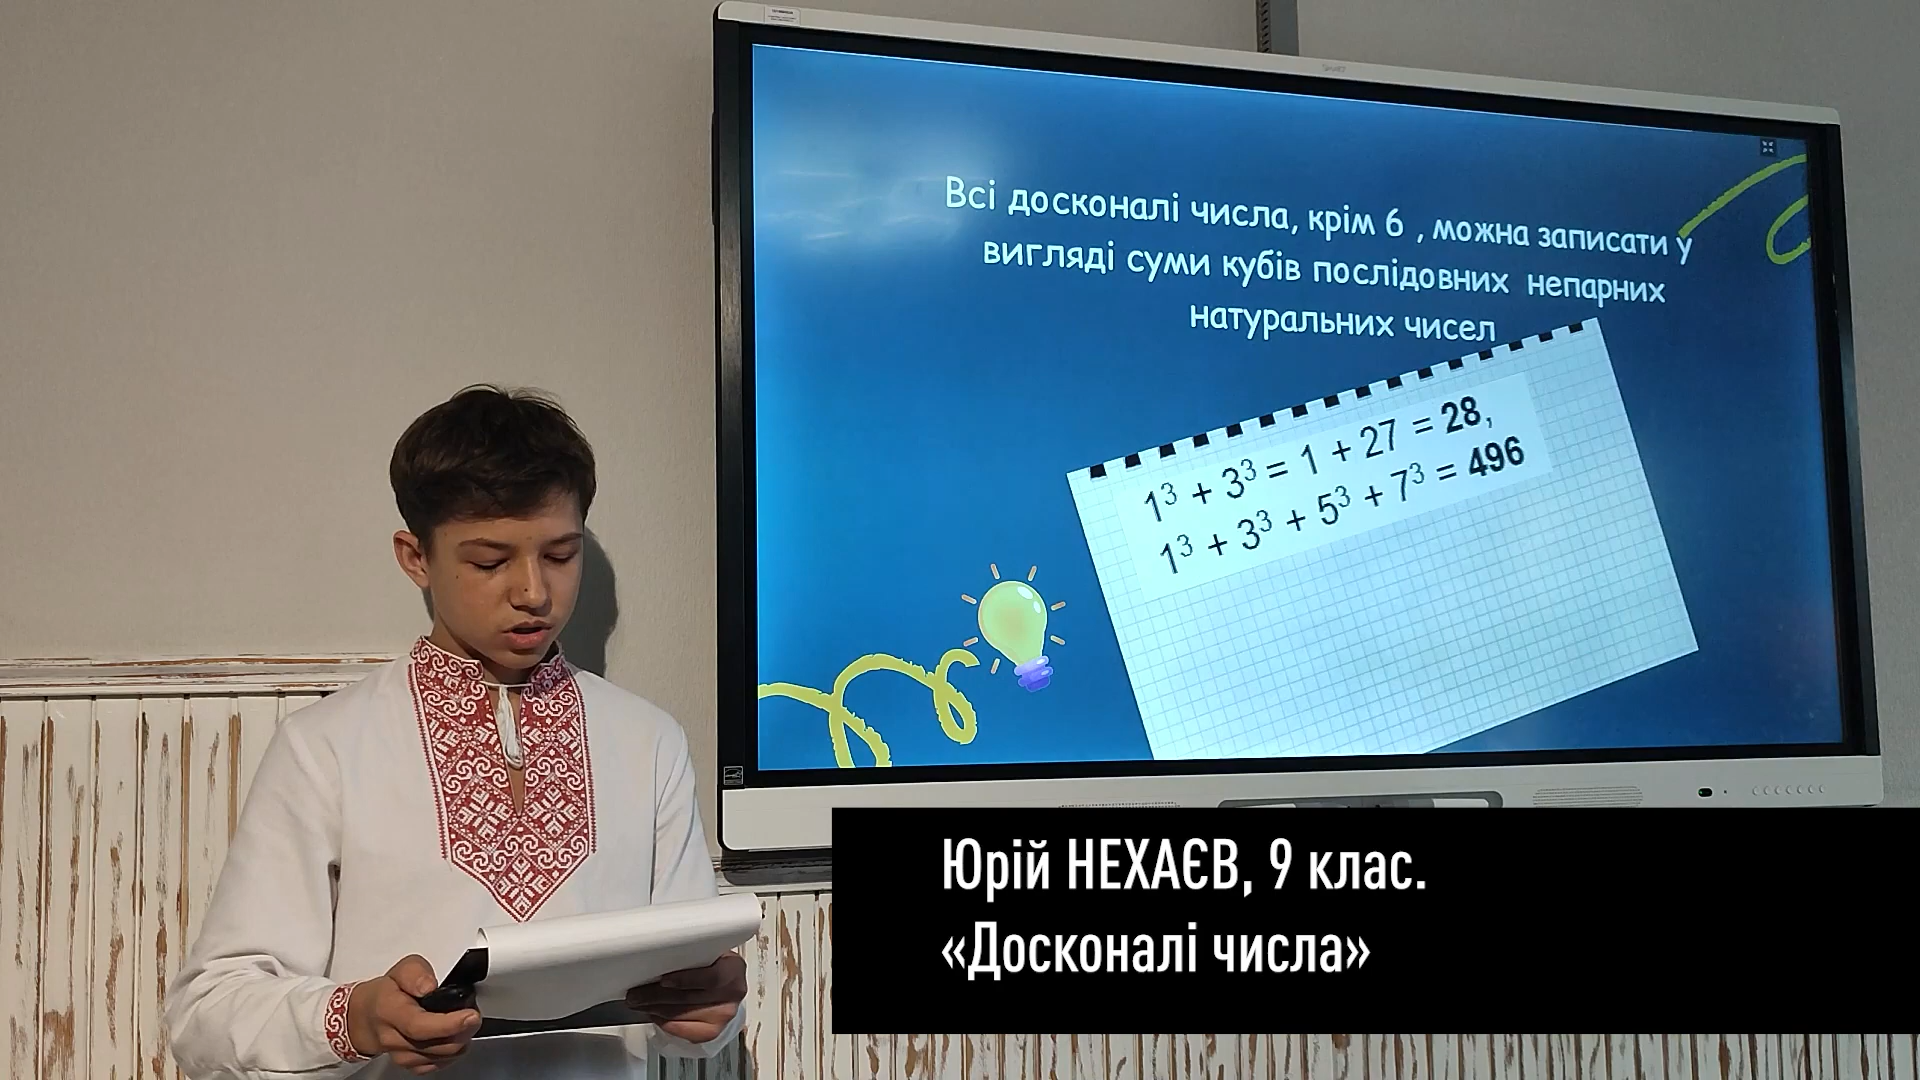 Всі досконалі числа, крім 6 , можна записати у
вигляді суми кубів послідовних непарних
натуральних чисел
1³ + 3³ = 1 + 27 = 28,
1³ + 3³ + 5³ + 7³ = 496
Юрій НЕХАЄВ, 9 клас.
«Досконалі числа»